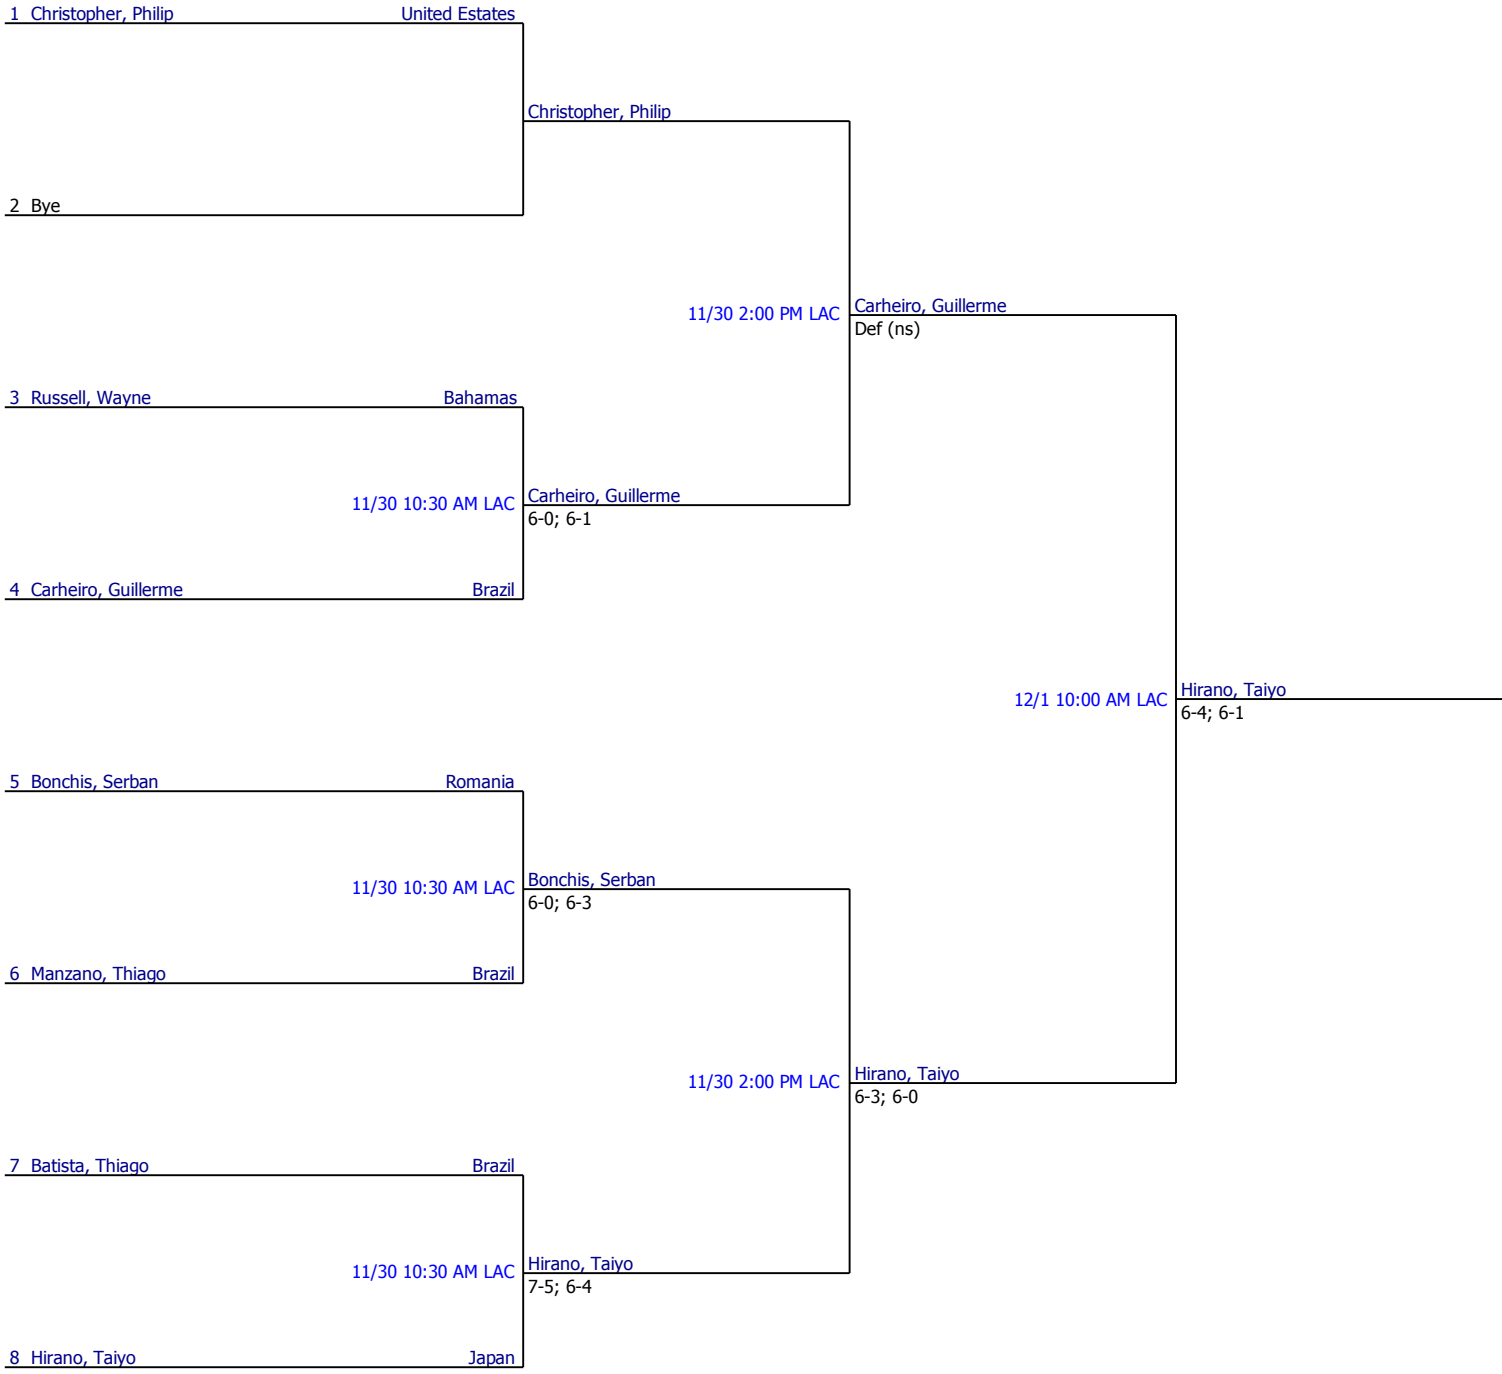 1 Christopher, Philip United Estates
Christopher, Philip
2 Bye
11/30 2:00 PM LAC Carheiro, Guillerme
Def (ns)
3 Russell, Wayne Bahamas
11/30 10:30 AM LAC Carheiro, Guillerme
6-0; 6-1
4 Carheiro, Guillerme Brazil
12/1 10:00 AM LAC Hirano, Taiyo
6-4; 6-1
5 Bonchis, Serban Romania
11/30 10:30 AM LAC Bonchis, Serban
6-0; 6-3
6 Manzano, Thiago Brazil
11/30 2:00 PM LAC Hirano, Taiyo
6-3; 6-0
7 Batista, Thiago Brazil
11/30 10:30 AM LAC Hirano, Taiyo
7-5; 6-4
8 Hirano, Taiyo Japan